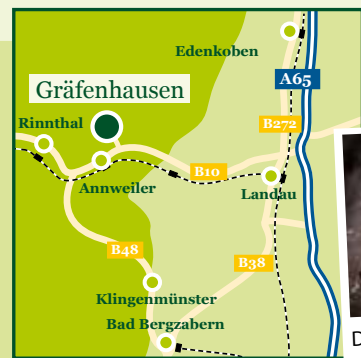 Edenkoben
A65
Gräfenhausen
Rinnthal
B272
Annweiler
B10
Landau
B48
B38
Klingenmünster
Bad Bergzabern
D